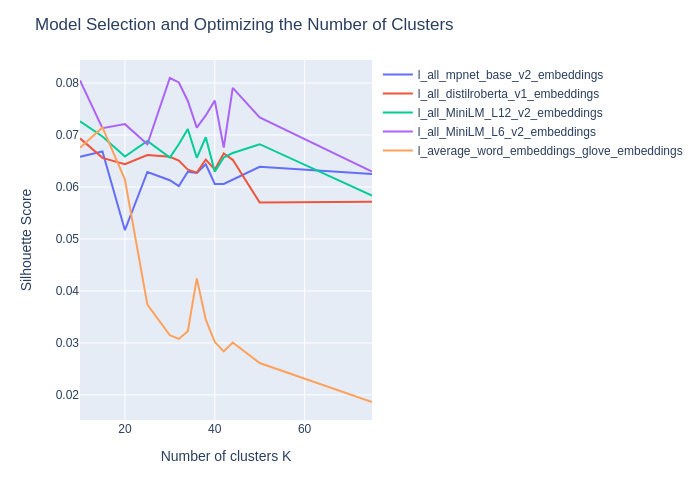 Model Selection and Optimizing the Number of Clusters
l_all_mpnet_base_v2_embeddings
l_all_distilroberta_v1_embeddings
l_all_MiniLM_L12_v2_embeddings
l_all_MiniLM_L6_v2_embeddings
l_average_word_embeddings_glove_embeddings
Silhouette Score
0.08
0.07
0.06
0.05
0.04
0.03
0.02
20 40 60
Number of clusters K